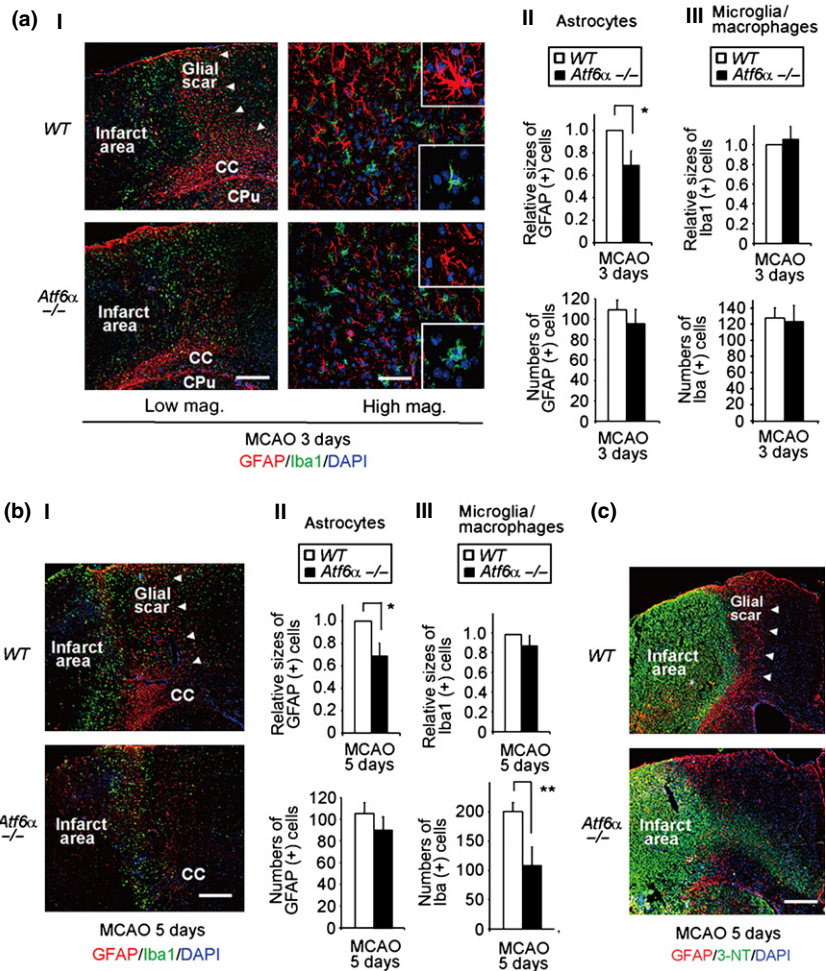 (a) I
WT
Glial
scar
Infarct
area
CC
CPu
Atf6α
–/–
Infarct
area
CC
CPu
Low mag.
High mag.
MCAO 3 days
GFAP/Iba1/DAPI
II
Astrocytes
WT
Atf6α –/–
Relative sizes of
GFAP (+) cells
1.0
0.8
0.6
0.4
0.2
0
*
MCAO
3 days
Numbers of
GFAP (+) cells
120
100
80
60
40
20
0
MCAO
3 days
III
Microglia/
macrophages
WT
Atf6α –/–
Relative sizes of
Iba1 (+) cells
1.0
0.8
0.6
0.4
0.2
0
MCAO
3 days
Numbers of
Iba (+) cells
140
120
100
80
60
40
20
0
MCAO
3 days
(b) I
WT
Glial
scar
Infarct
area
CC
Atf6α
–/–
Infarct
area
CC
MCAO 5 days
GFAP/Iba1/DAPI
II
Astrocytes
WT
Atf6α –/–
Relative sizes of
GFAP (+) cells
1.0
0.8
0.6
0.4
0.2
0
*
MCAO
5 days
Numbers of
GFAP (+) cells
120
100
80
60
40
20
0
MCAO
5 days
III
Microglia/
macrophages
WT
Atf6α –/–
Relative sizes of
Iba1 (+) cells
1.0
0.8
0.6
0.4
0.2
0
MCAO
5 days
Numbers of
Iba (+) cells
200
150
100
50
0
**
MCAO
5 days
(c)
WT
Glial
scar
Infarct
area
*
Atf6α
–/–
Infarct
area
MCAO 5 days
GFAP/3-NT/DAPI